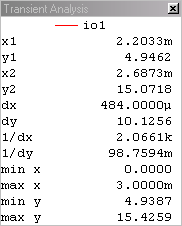 Transient Analysis
io1
x1 2.2033m
y1 4.9462
x2 2.6873m
y2 15.0718
dx 484.0000µ
dy 10.1256
1/dx 2.0661k
1/dy 98.7594m
min x 0.0000
max x 3.0000m
min y 4.9387
max y 15.4259